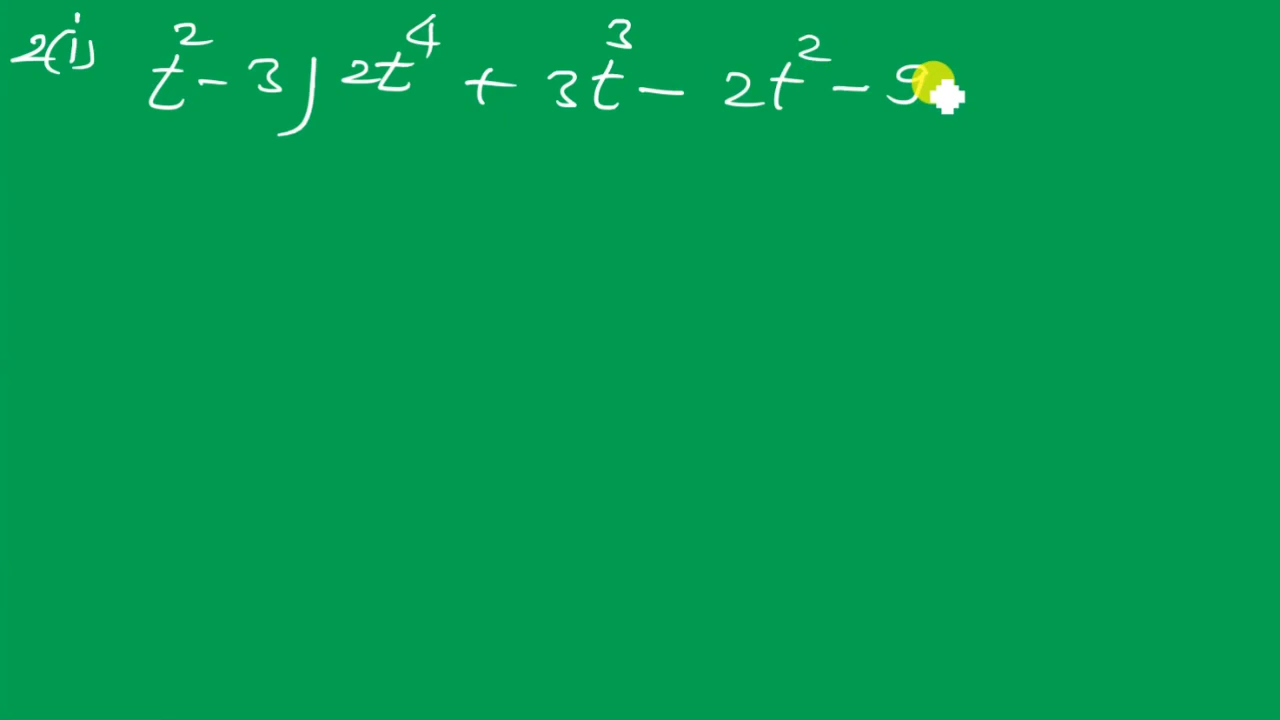 2(i) t² - 3 ) 2t⁴ + 3t³ - 2t² - 9